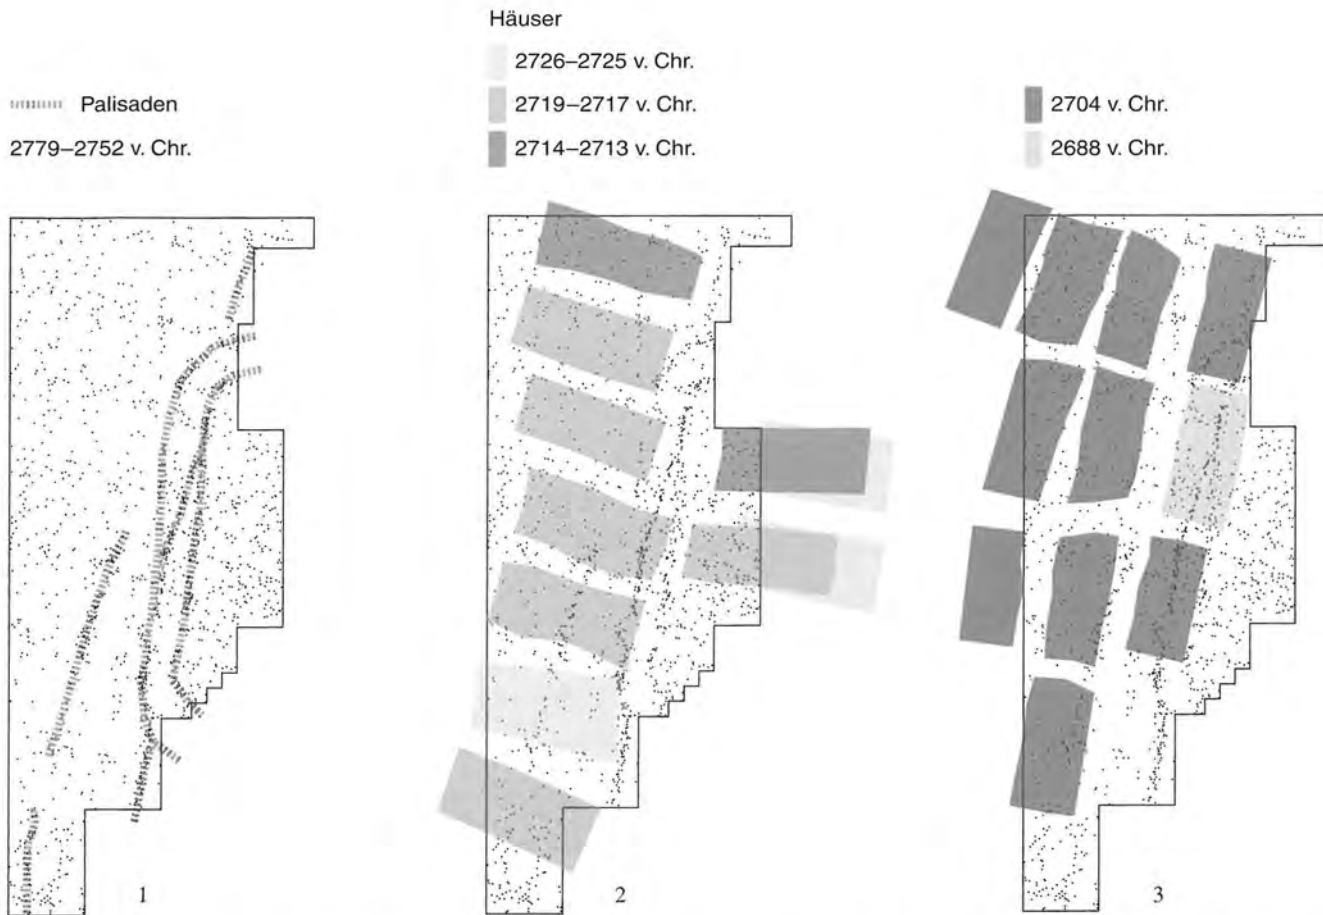 Palisaden
2779–2752 v. Chr.
Häuser
2726–2725 v. Chr.
2719–2717 v. Chr.
2714–2713 v. Chr.
2704 v. Chr.
2688 v. Chr.
1
2
3